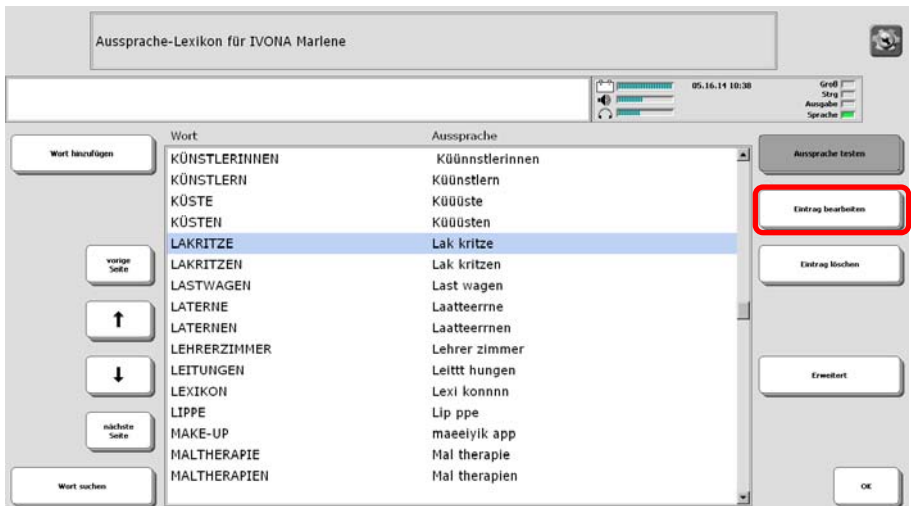 Aussprache-Lexikon für IVONA Marlene
05.16.14 10:38
Groß
Strg
Ausgabe
Sprache
Wort hinzufügen
vorige
Seite
↑
↓
nächste
Seite
Wort suchen
Wort Aussprache
KÜNSTLERINNEN Küünnstlerinnen
KÜNSTLERN Küünstlern
KÜSTE Küüüste
KÜSTEN Küüüsten
LAKRITZE Lak kritze
LAKRITZEN Lak kritzen
LASTWAGEN Last wagen
LATERNE Laatteerrne
LATERNEN Laatteerrnen
LEHRERZIMMER Lehrer zimmer
LEITUNGEN Leittt hungen
LEXIKON Lexi konnnn
LIPPE Lip ppe
MAKE-UP maeeiyik app
MALTHERAPIE Mal therapie
MALTHERAPIEN Mal therapien
Aussprache testen
Eintrag bearbeiten
Eintrag löschen
Erweitert
OK